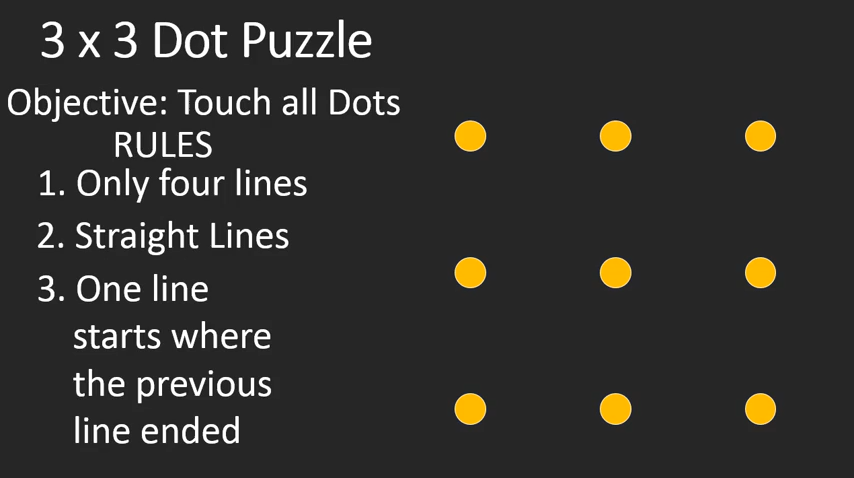 3 x 3 Dot Puzzle
Objective: Touch all Dots
RULES
1. Only four lines
2. Straight Lines
3. One line
starts where
the previous
line ended